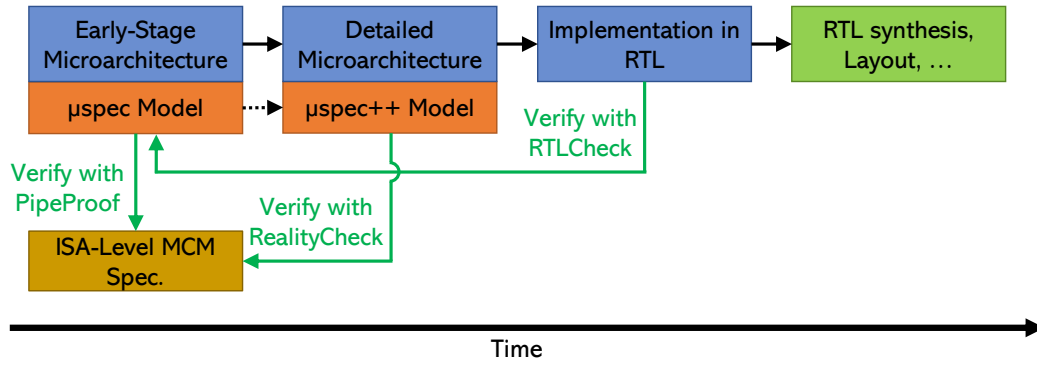 Early-Stage
Microarchitecture
Detailed
Microarchitecture
Implementation in
RTL
RTL synthesis,
Layout, …
μspec Model
μspec++ Model
Verify with
RTLCheck
Verify with
PipeProof
Verify with
RealityCheck
ISA-Level MCM
Spec.
Time